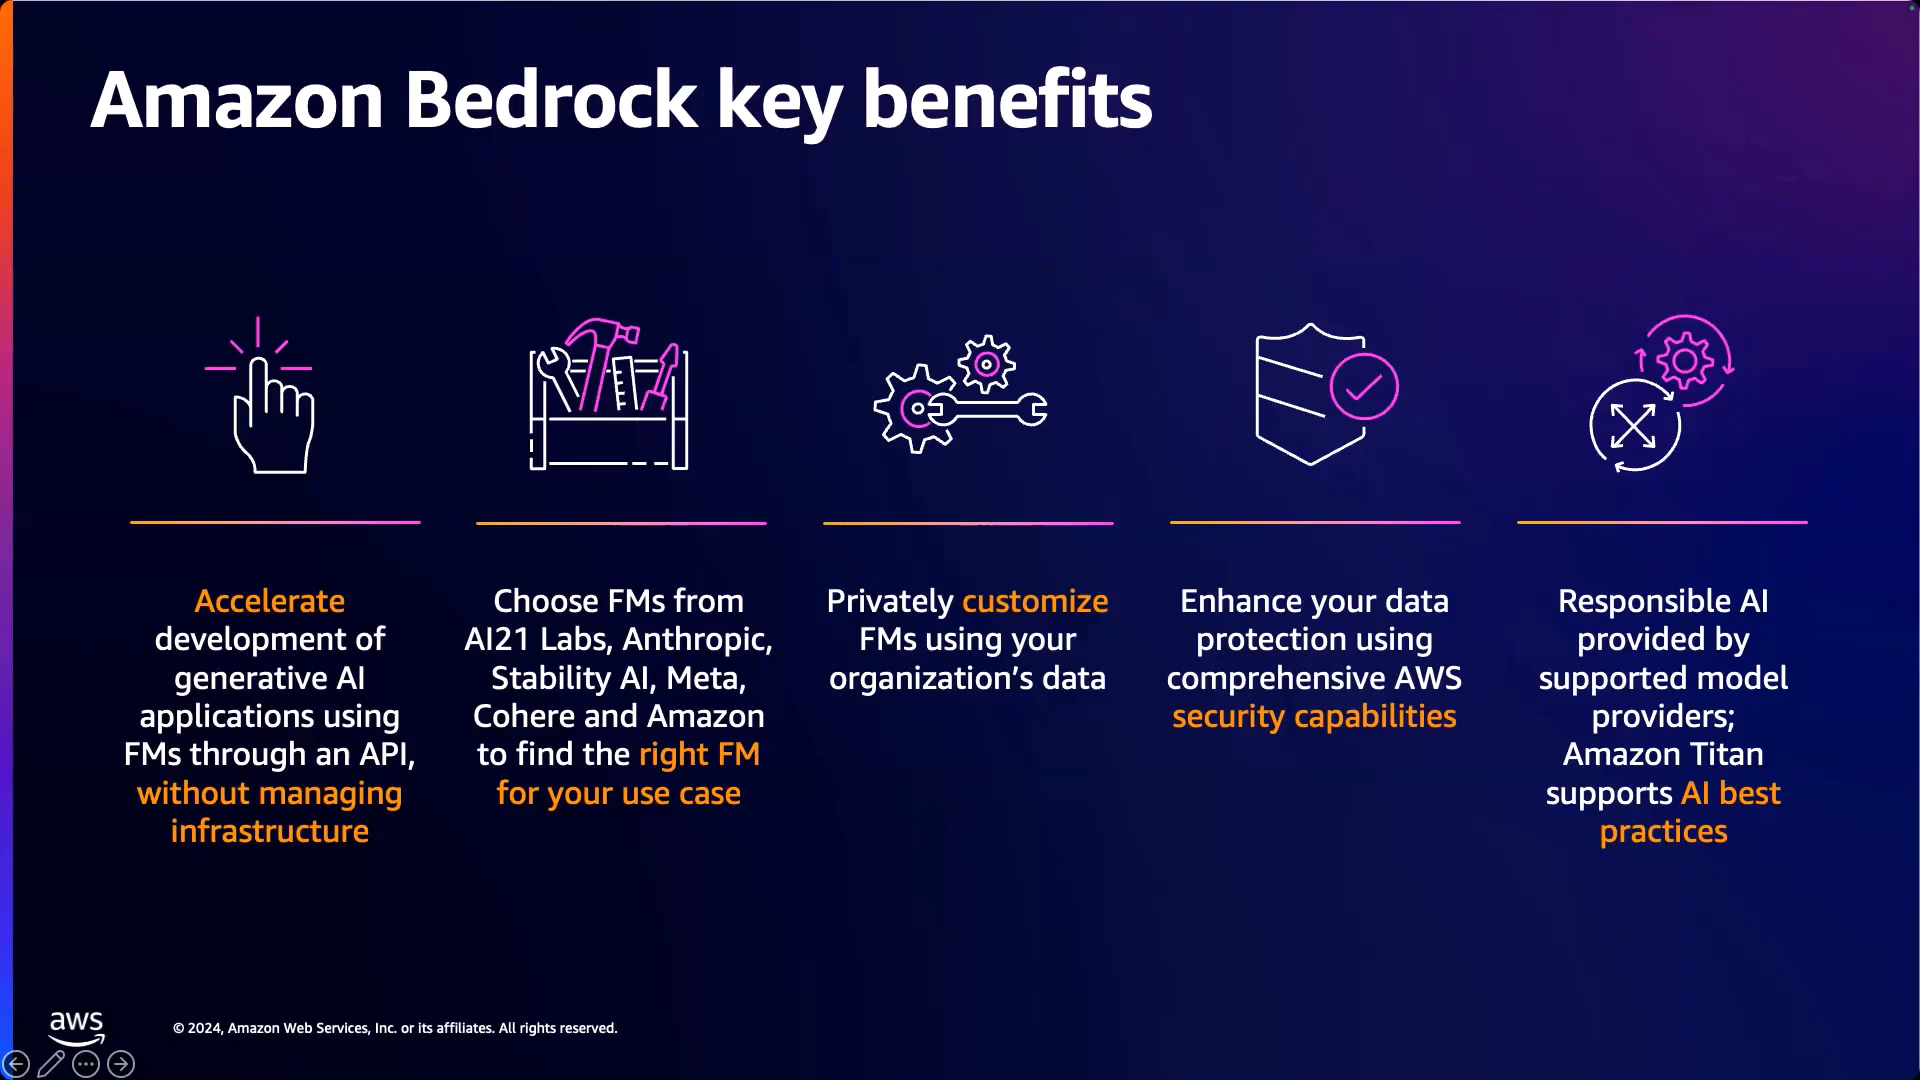 Amazon Bedrock key benefits
Accelerate
development of
generative AI
applications using
FMs through an API,
without managing
infrastructure
Choose FMs from
AI21 Labs, Anthropic,
Stability AI, Meta,
Cohere and Amazon
to find the right FM
for your use case
Privately customize
FMs using your
organization’s data
Enhance your data
protection using
comprehensive AWS
security capabilities
Responsible AI
provided by
supported model
providers;
Amazon Titan
supports AI best
practices
aws
© 2024, Amazon Web Services, Inc. or its affiliates. All rights reserved.